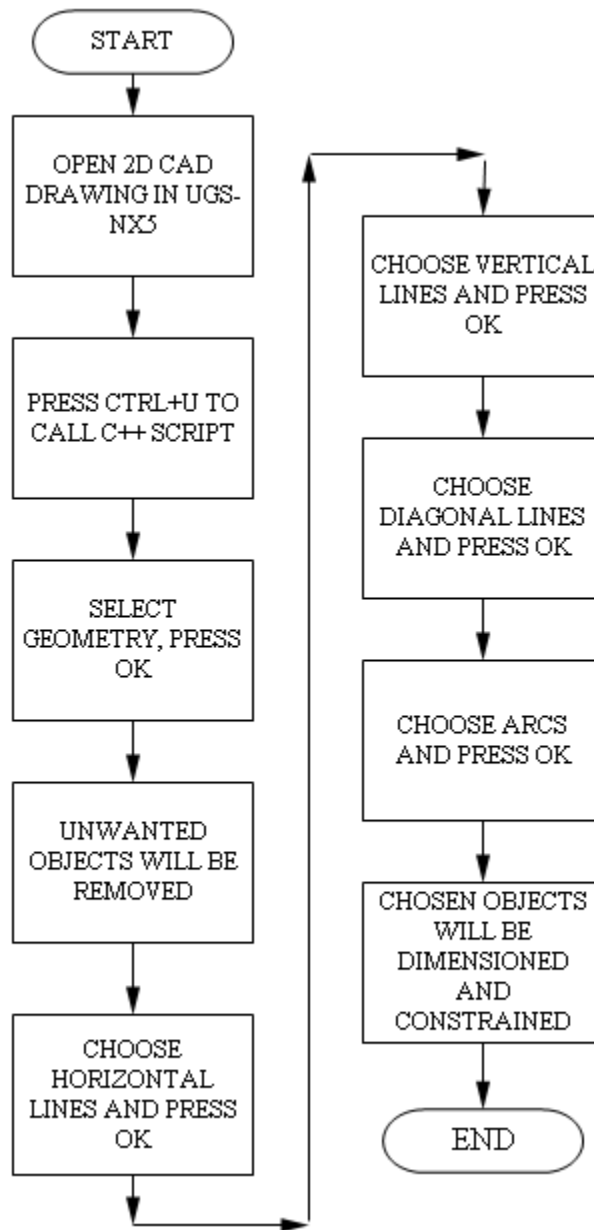 START
OPEN 2D CAD
DRAWING IN UGS-
NX5
PRESS CTRL+U TO
CALL C++ SCRIPT
SELECT
GEOMETRY, PRESS
OK
UNWANTED
OBJECTS WILL BE
REMOVED
CHOOSE
HORIZONTAL
LINES AND PRESS
OK
CHOOSE VERTICAL
LINES AND PRESS
OK
CHOOSE
DIAGONAL LINES
AND PRESS OK
CHOOSE ARCS
AND PRESS OK
CHOSEN OBJECTS
WILL BE
DIMENSIONED
AND
CONSTRAINED
END